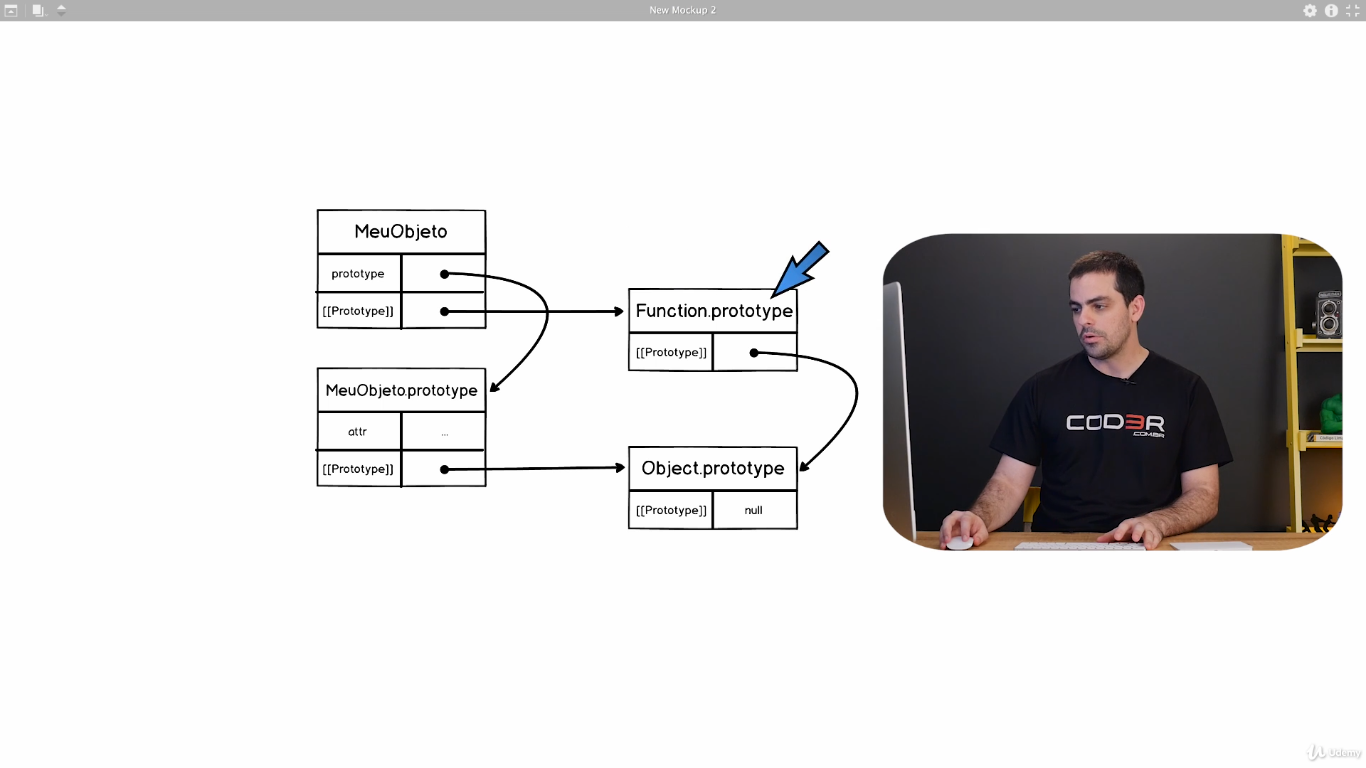 New Mockup 2
MeuObjeto
prototype
[[Prototype]]
Function.prototype
[[Prototype]]
MeuObjeto.prototype
attr ...
[[Prototype]]
Object.prototype
[[Prototype]] null
COD3R
.COM.BR
Udemy